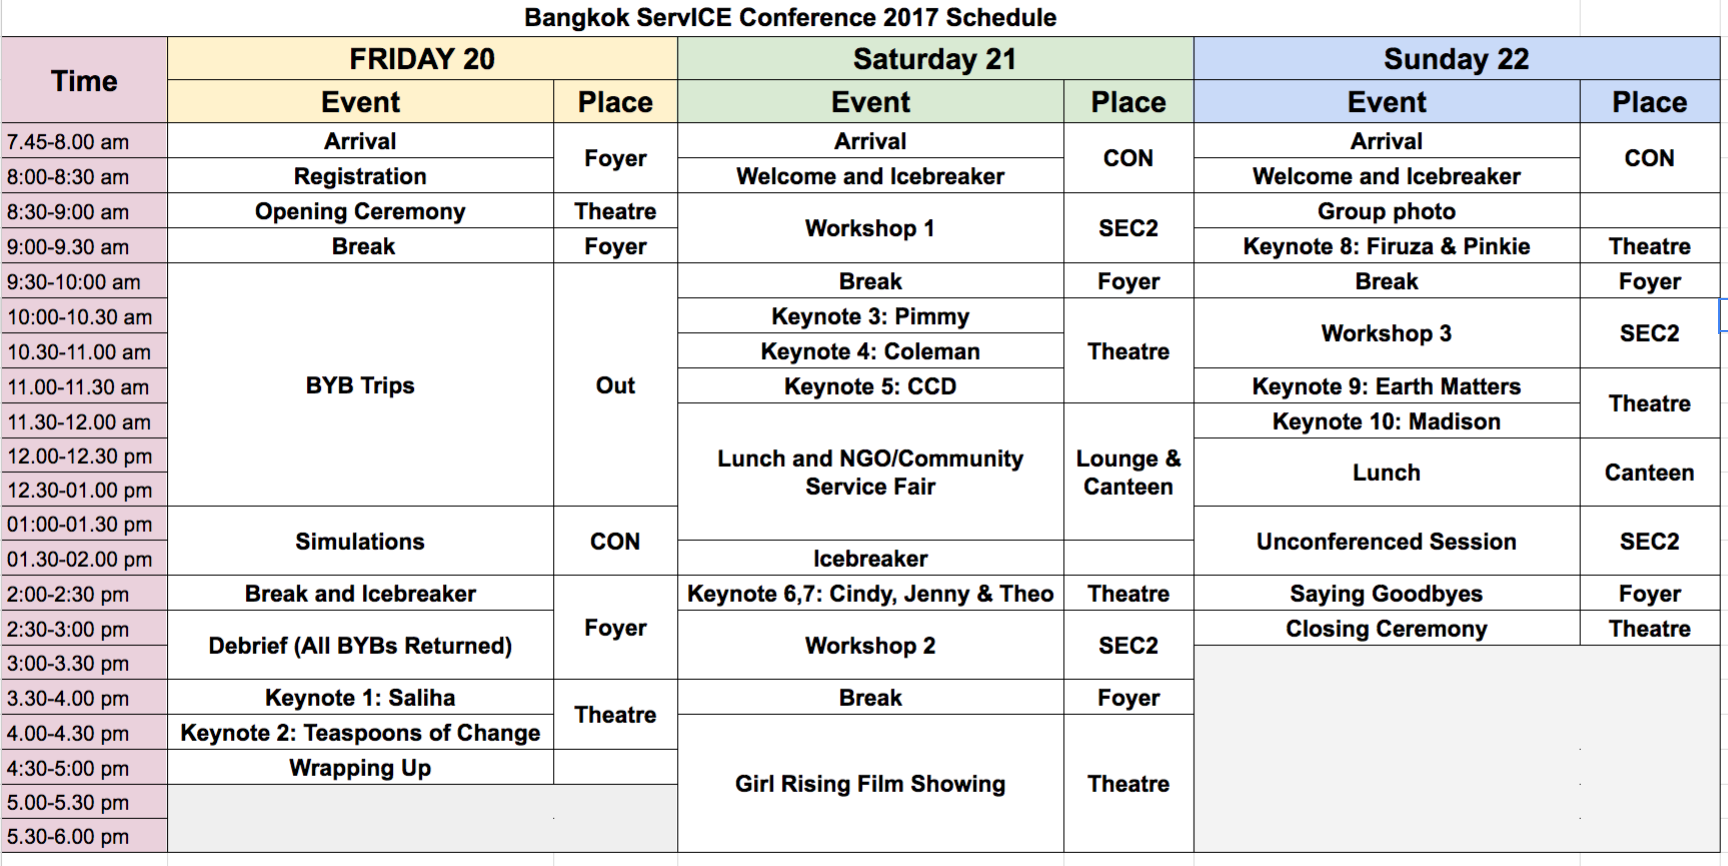 Bangkok ServICE Conference 2017 Schedule
Time
FRIDAY 20
Saturday 21
Sunday 22
Event
Place
Event
Place
Event
Place
7.45-8.00 am
Arrival
Foyer
Arrival
CON
Arrival
CON
8:00-8:30 am
Registration
Welcome and Icebreaker
Welcome and Icebreaker
8:30-9:00 am
Opening Ceremony
Theatre
Workshop 1
SEC2
Group photo
9:00-9.30 am
Break
Foyer
Keynote 8: Firuza & Pinkie
Theatre
9:30-10:00 am
BYB Trips
Out
Break
Foyer
Break
Foyer
10:00-10.30 am
Keynote 3: Pimmy
Theatre
Workshop 3
SEC2
10.30-11.00 am
Keynote 4: Coleman
11.00-11.30 am
Keynote 5: CCD
Keynote 9: Earth Matters
Theatre
11.30-12.00 am
Lunch and NGO/Community
Service Fair
Lounge &
Canteen
Keynote 10: Madison
12.00-12.30 pm
Lunch
Canteen
12.30-01.00 pm
01:00-01.30 pm
Simulations
CON
Unconferenced Session
SEC2
01.30-02.00 pm
Icebreaker
2:00-2:30 pm
Break and Icebreaker
Foyer
Keynote 6,7: Cindy, Jenny & Theo
Theatre
Saying Goodbyes
Foyer
2:30-3:00 pm
Debrief (All BYBs Returned)
Workshop 2
SEC2
Closing Ceremony
Theatre
3:00-3.30 pm
3.30-4.00 pm
Keynote 1: Saliha
Theatre
Break
Foyer
4.00-4.30 pm
Keynote 2: Teaspoons of Change
Girl Rising Film Showing
Theatre
4:30-5:00 pm
Wrapping Up
5.00-5.30 pm
5.30-6.00 pm